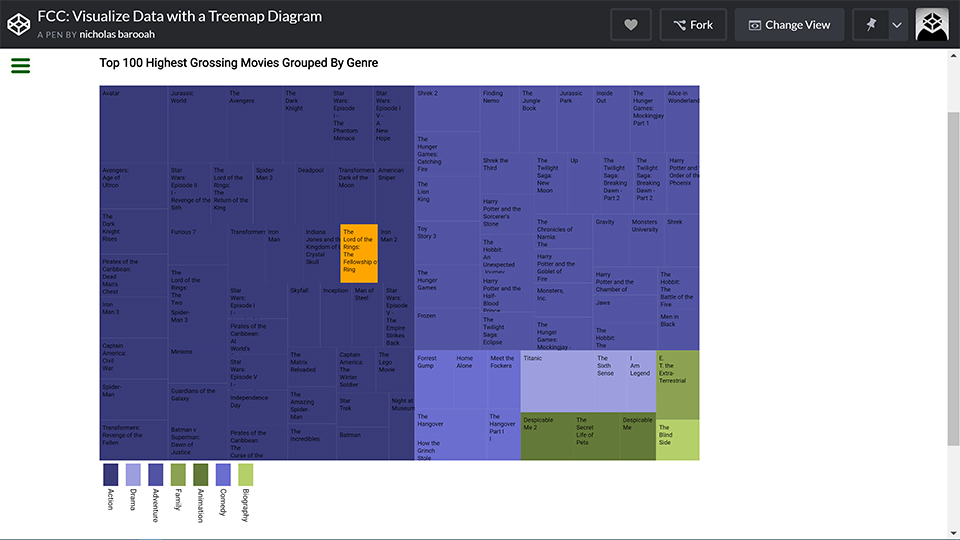 FCC: Visualize Data with a Treemap Diagram
A PEN BY nicholas barooah
Fork
Change View
Top 100 Highest Grossing Movies Grouped By Genre
Avatar
Jurassic
World
The
Avengers
The
Dark
Knight
Star
Wars:
Episode I
I -
The
Phantom
Menace
Star
Wars:
Episode I
V -
A
New
Hope
Avengers:
Age of
Ultron
Star
Wars:
Episode II
I -
Revenge of the
Sith
The
Lord of the
Rings:
The
Return of the
King
Spider-
Man 2
Deadpool
Transformers:
Dark of the
Moon
American
Sniper
The
Dark
Knight
Rises
Furious 7
Transformers
Iron
Man
Indiana
Jones and the
Kingdom of
Crystal
Skull
The
Lord of the
Rings:
The
Fellowship of
Ring
Iron
Man 2
Pirates of the
Caribbean:
Dead
Man's
Chest
The
Lord of the
Rings:
The
Two
Star
Wars:
Episode I
I -
Skyfall
Inception
Man of
Steel
Star
Wars:
Episode
V -
The
Empire
Strikes
Back
Iron
Man 3
Spider-
Man 3
Pirates of the
Caribbean:
At
World's
Captain
America:
Civil
War
Minions
Star
Wars:
Episode V
I -
The
Matrix
Reloaded
Captain
America:
The
Winter
Soldier
The
Lego
Movie
Spider-
Man
Guardians of the
Galaxy
Independence
Day
The
Amazing
Spider-
Man
Star
Trek
Night at
Museum
Transformers:
Revenge of the
Fallen
Batman v
Superman:
Dawn of
Justice
Pirates of the
Caribbean:
The
Curse of the
The
Incredibles
Batman
Shrek 2
Finding
Nemo
The
Jungle
Book
Jurassic
Park
Inside
Out
The
Hunger
Games:
Mockingjay
Part 1
Alice in
Wonderland
The
Hunger
Games:
Catching
Fire
Shrek the
Third
The
Twilight
Saga:
New
Moon
Up
The
Twilight
Saga:
Breaking
Dawn -
Part 2
The
Twilight
Saga:
Breaking
Dawn -
Part 2
Harry
Potter and
Order of the
Phoenix
The
Lion
King
Harry
Potter and the
Sorcerer's
Stone
The
Chronicles of
Narnia:
The
Gravity
Monsters
University
Shrek
Toy
Story 3
The
Hobbit:
An
Unexpected
Journey
Harry
Potter and the
Goblet of
Fire
The
Hunger
Games
Harry
Potter and the
Half-
Blood
Prince
Monsters,
Inc.
Harry
Potter and the
Chamber of
The
Hobbit:
The
Battle of the
Five
Frozen
The
Twilight
Saga:
Eclipse
The
Hunger
Games:
Mockingjay -
Jaws
The
Hobbit:
The
Men in
Black
Forrest
Gump
Home
Alone
Meet the
Fockers
Titanic
The
Sixth
Sense
I
Am
Legend
E.
T. the
Extra-
Terrestrial
The
Hangover
The
Hangover
Part I
I
How the
Grinch
Stole
Despicable
Me 2
The
Secret
Life of
Pets
Despicable
Me
The
Blind
Side
Action
Drama
Adventure
Family
Animation
Comedy
Biography